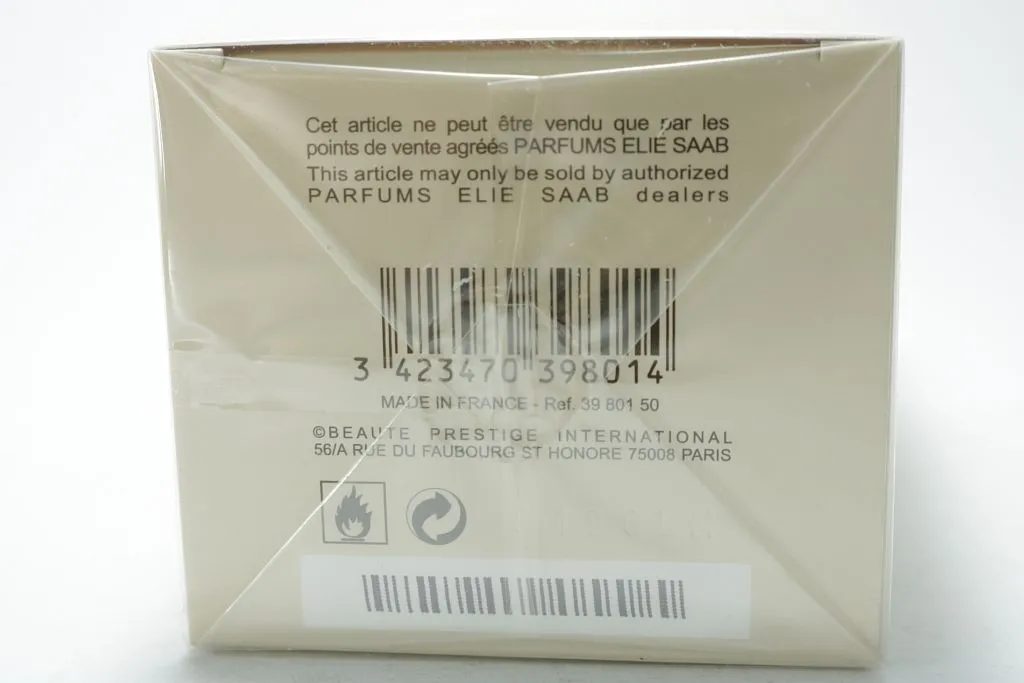 Cet article ne peut être vendu que par les
points de vente agréés PARFUMS ELIE SAAB
This article may only be sold by authorized
PARFUMS ELIE SAAB dealers
3 423470 398014
MADE IN FRANCE - Ref. 39 801 50
©BEAUTE PRESTIGE INTERNATIONAL
56/A RUE DU FAUBOURG ST HONORE 75008 PARIS